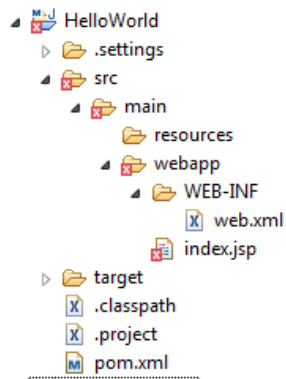 HelloWorld
.settings
src
main
resources
webapp
WEB-INF
web.xml
index.jsp
target
.classpath
.project
pom.xml